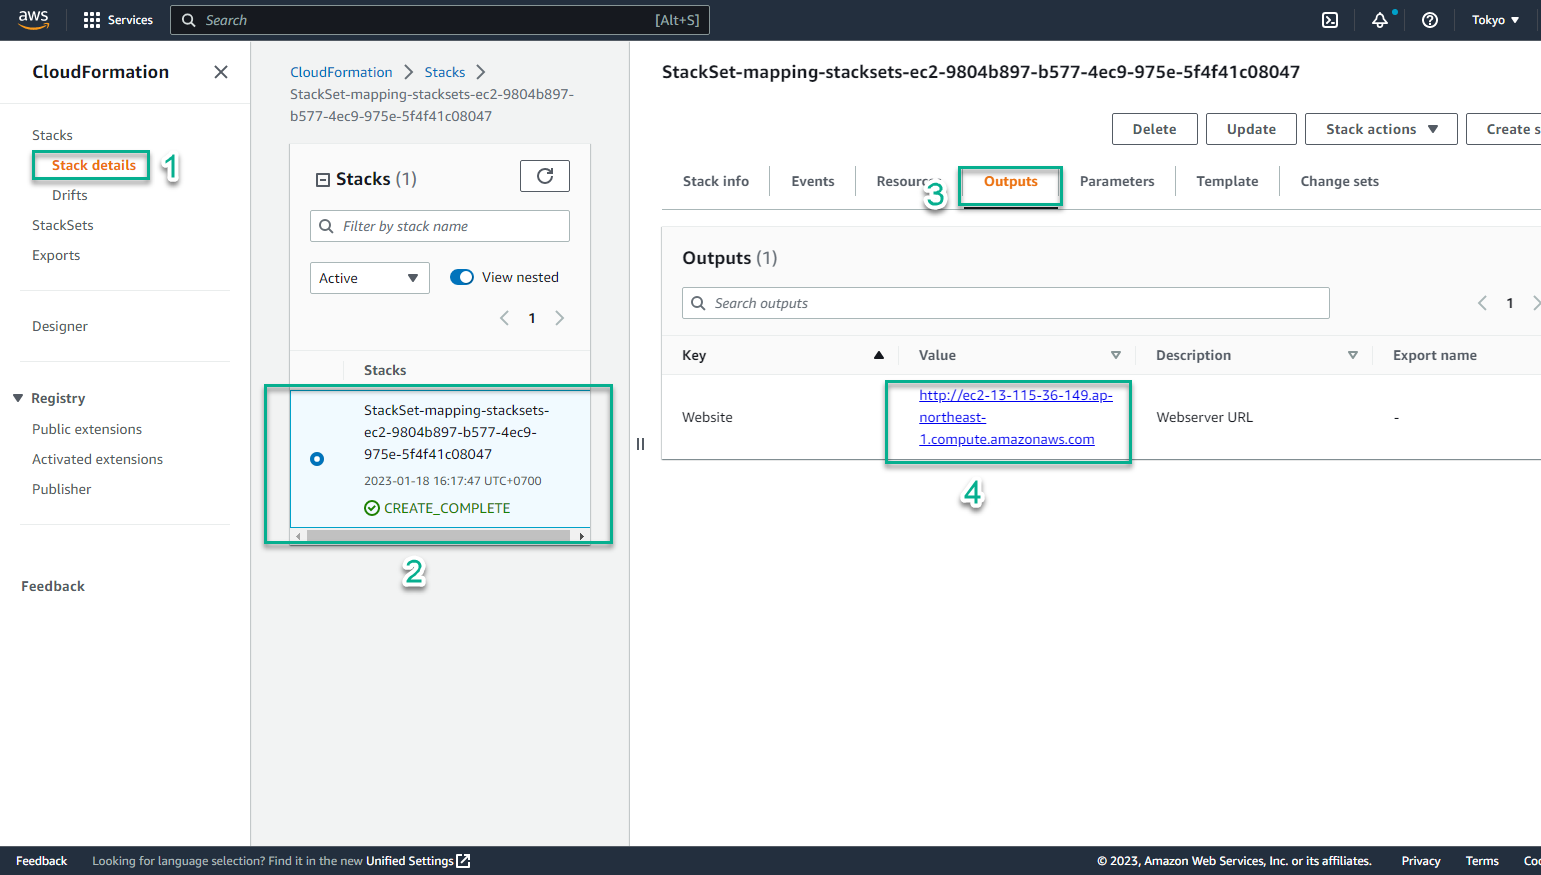 aws
Services
Search
[Alt+S]
Tokyo
CloudFormation
Stacks
Stack details
1
Drifts
StackSets
Exports
Designer
Registry
Public extensions
Activated extensions
Publisher
Feedback
CloudFormation
Stacks
StackSet-mapping-stacksets-ec2-9804b897-
b577-4ec9-975e-5f4f41c08047
Stacks (1)
Filter by stack name
Active
View nested
1
Stacks
StackSet-mapping-stacksets-
ec2-9804b897-b577-4ec9-
975e-5f4f41c08047
2023-01-18 16:17:47 UTC+0700
CREATE_COMPLETE
2
StackSet-mapping-stacksets-ec2-9804b897-b577-4ec9-975e-5f4f41c08047
Delete
Update
Stack actions
Create s
Stack info
Events
Resourc
3
Outputs
Parameters
Template
Change sets
Outputs (1)
Search outputs
1
Key
Value
Description
Export name
Website
http://ec2-13-115-36-149.ap-
northeast-
1.compute.amazonaws.com
Webserver URL
-
4
Feedback
Looking for language selection? Find it in the new Unified Settings
© 2023, Amazon Web Services, Inc. or its affiliates.
Privacy
Terms
Coo